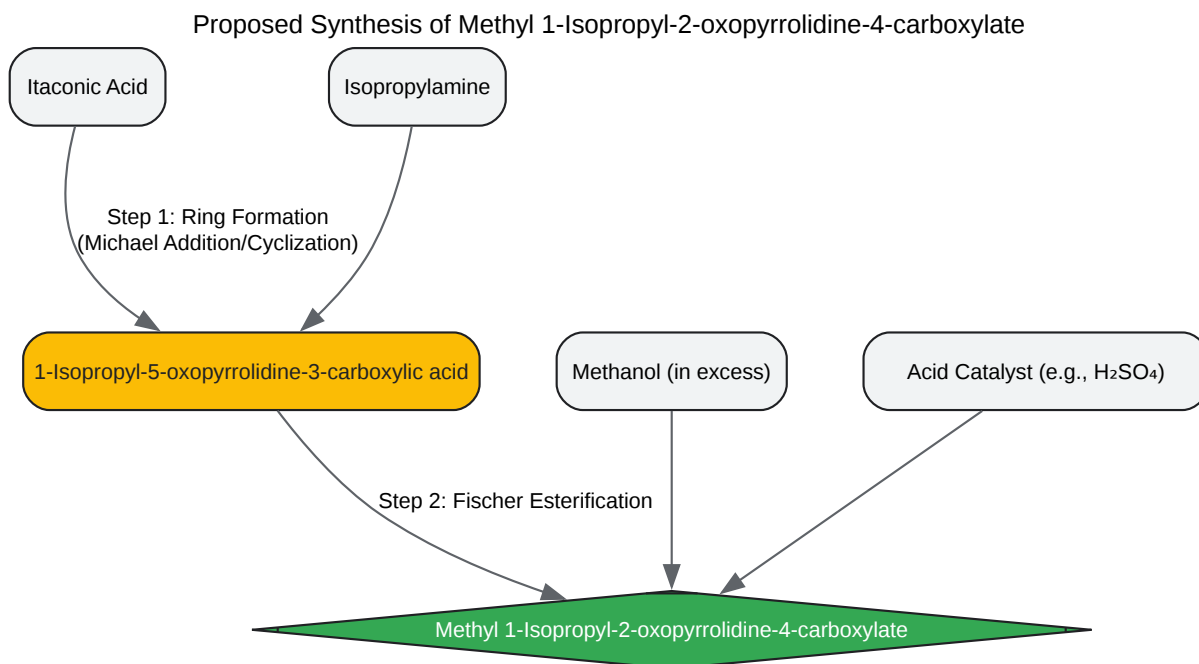 Proposed Synthesis of Methyl 1-Isopropyl-2-oxopyrrolidine-4-carboxylate
Itaconic Acid
Isopropylamine
Step 1: Ring Formation
(Michael Addition/Cyclization)
1-Isopropyl-5-oxopyrrolidine-3-carboxylic acid
Methanol (in excess)
Acid Catalyst (e.g., H₂SO₄)
Step 2: Fischer Esterification
Methyl 1-Isopropyl-2-oxopyrrolidine-4-carboxylate